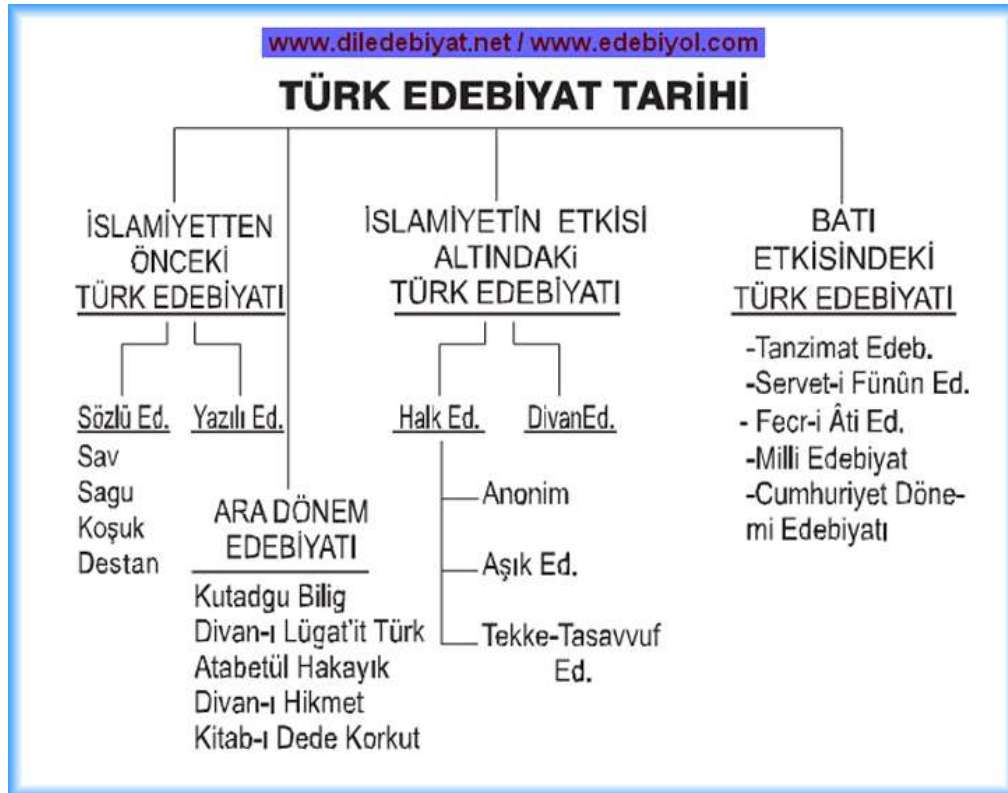 www.diledebiyat.net / www.edebiyol.com
TÜRK EDEBİYAT TARİHİ
İSLAMİYETTEN
ÖNCEKİ
TÜRK EDEBİYATI
Sözlü Ed.
Sav
Sagu
Koşuk
Destan
Yazılı Ed.
ARA DÖNEM
EDEBİYATI
Kutadgu Bilig
Divan-ı Lügat'it Türk
Atabetül Hakayık
Divan-ı Hikmet
Kitab-ı Dede Korkut
İSLAMİYETİN ETKİSİ
ALTINDAKi
TÜRK EDEBİYATI
Halk Ed.
Anonim
Aşık Ed.
Tekke-Tasavvuf
Ed.
DivanEd.
BATI
ETKİSİNDEKİ
TÜRK EDEBİYATI
-Tanzimat Edeb.
-Servet-i Fünûn Ed.
- Fecr-i Âti Ed.
-Milli Edebiyat
-Cumhuriyet Döne-
mi Edebiyatı